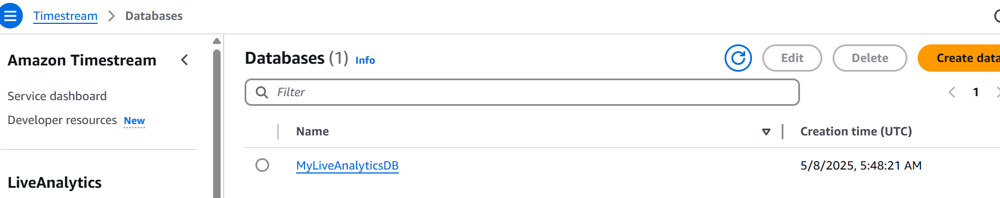 Timestream > Databases
Amazon Timestream
Service dashboard
Developer resources New
LiveAnalytics
Databases (1) Info
Edit
Delete
Create data
Filter
1
Name
Creation time (UTC)
MyLiveAnalyticsDB
5/8/2025, 5:48:21 AM